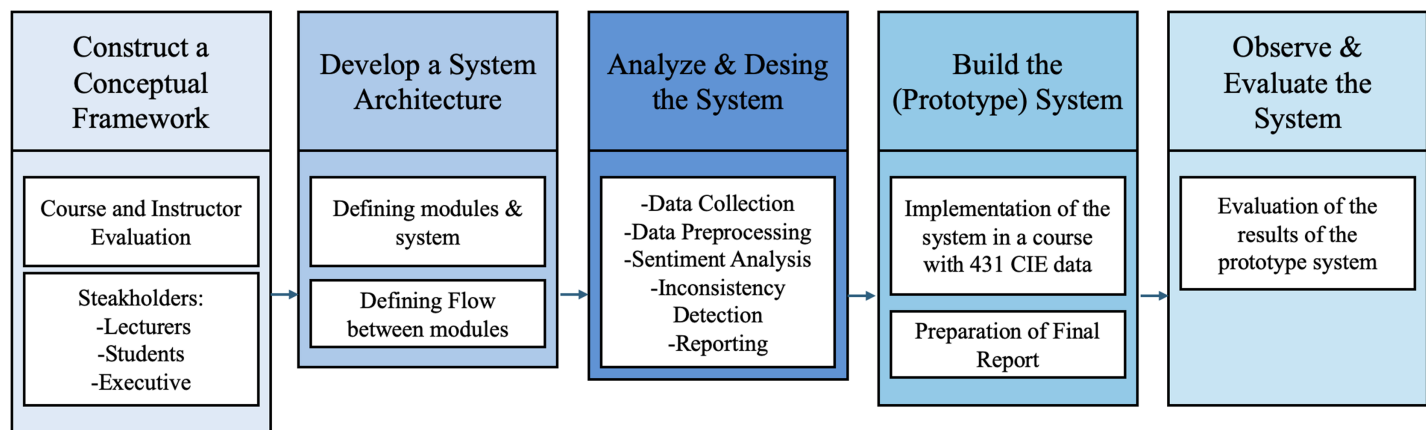 Construct a
Conceptual
Framework
Course and Instructor
Evaluation
Steakholders:
-Lecturers
-Students
-Executive
Develop a System
Architecture
Defining modules &
system
Defining Flow
between modules
Analyze & Desing
the System
-Data Collection
-Data Preprocessing
-Sentiment Analysis
-Inconsistency
Detection
-Reporting
Build the
(Prototype) System
Implementation of the
system in a course
with 431 CIE data
Preparation of Final
Report
Observe &
Evaluate the
System
Evaluation of the
results of the
prototype system